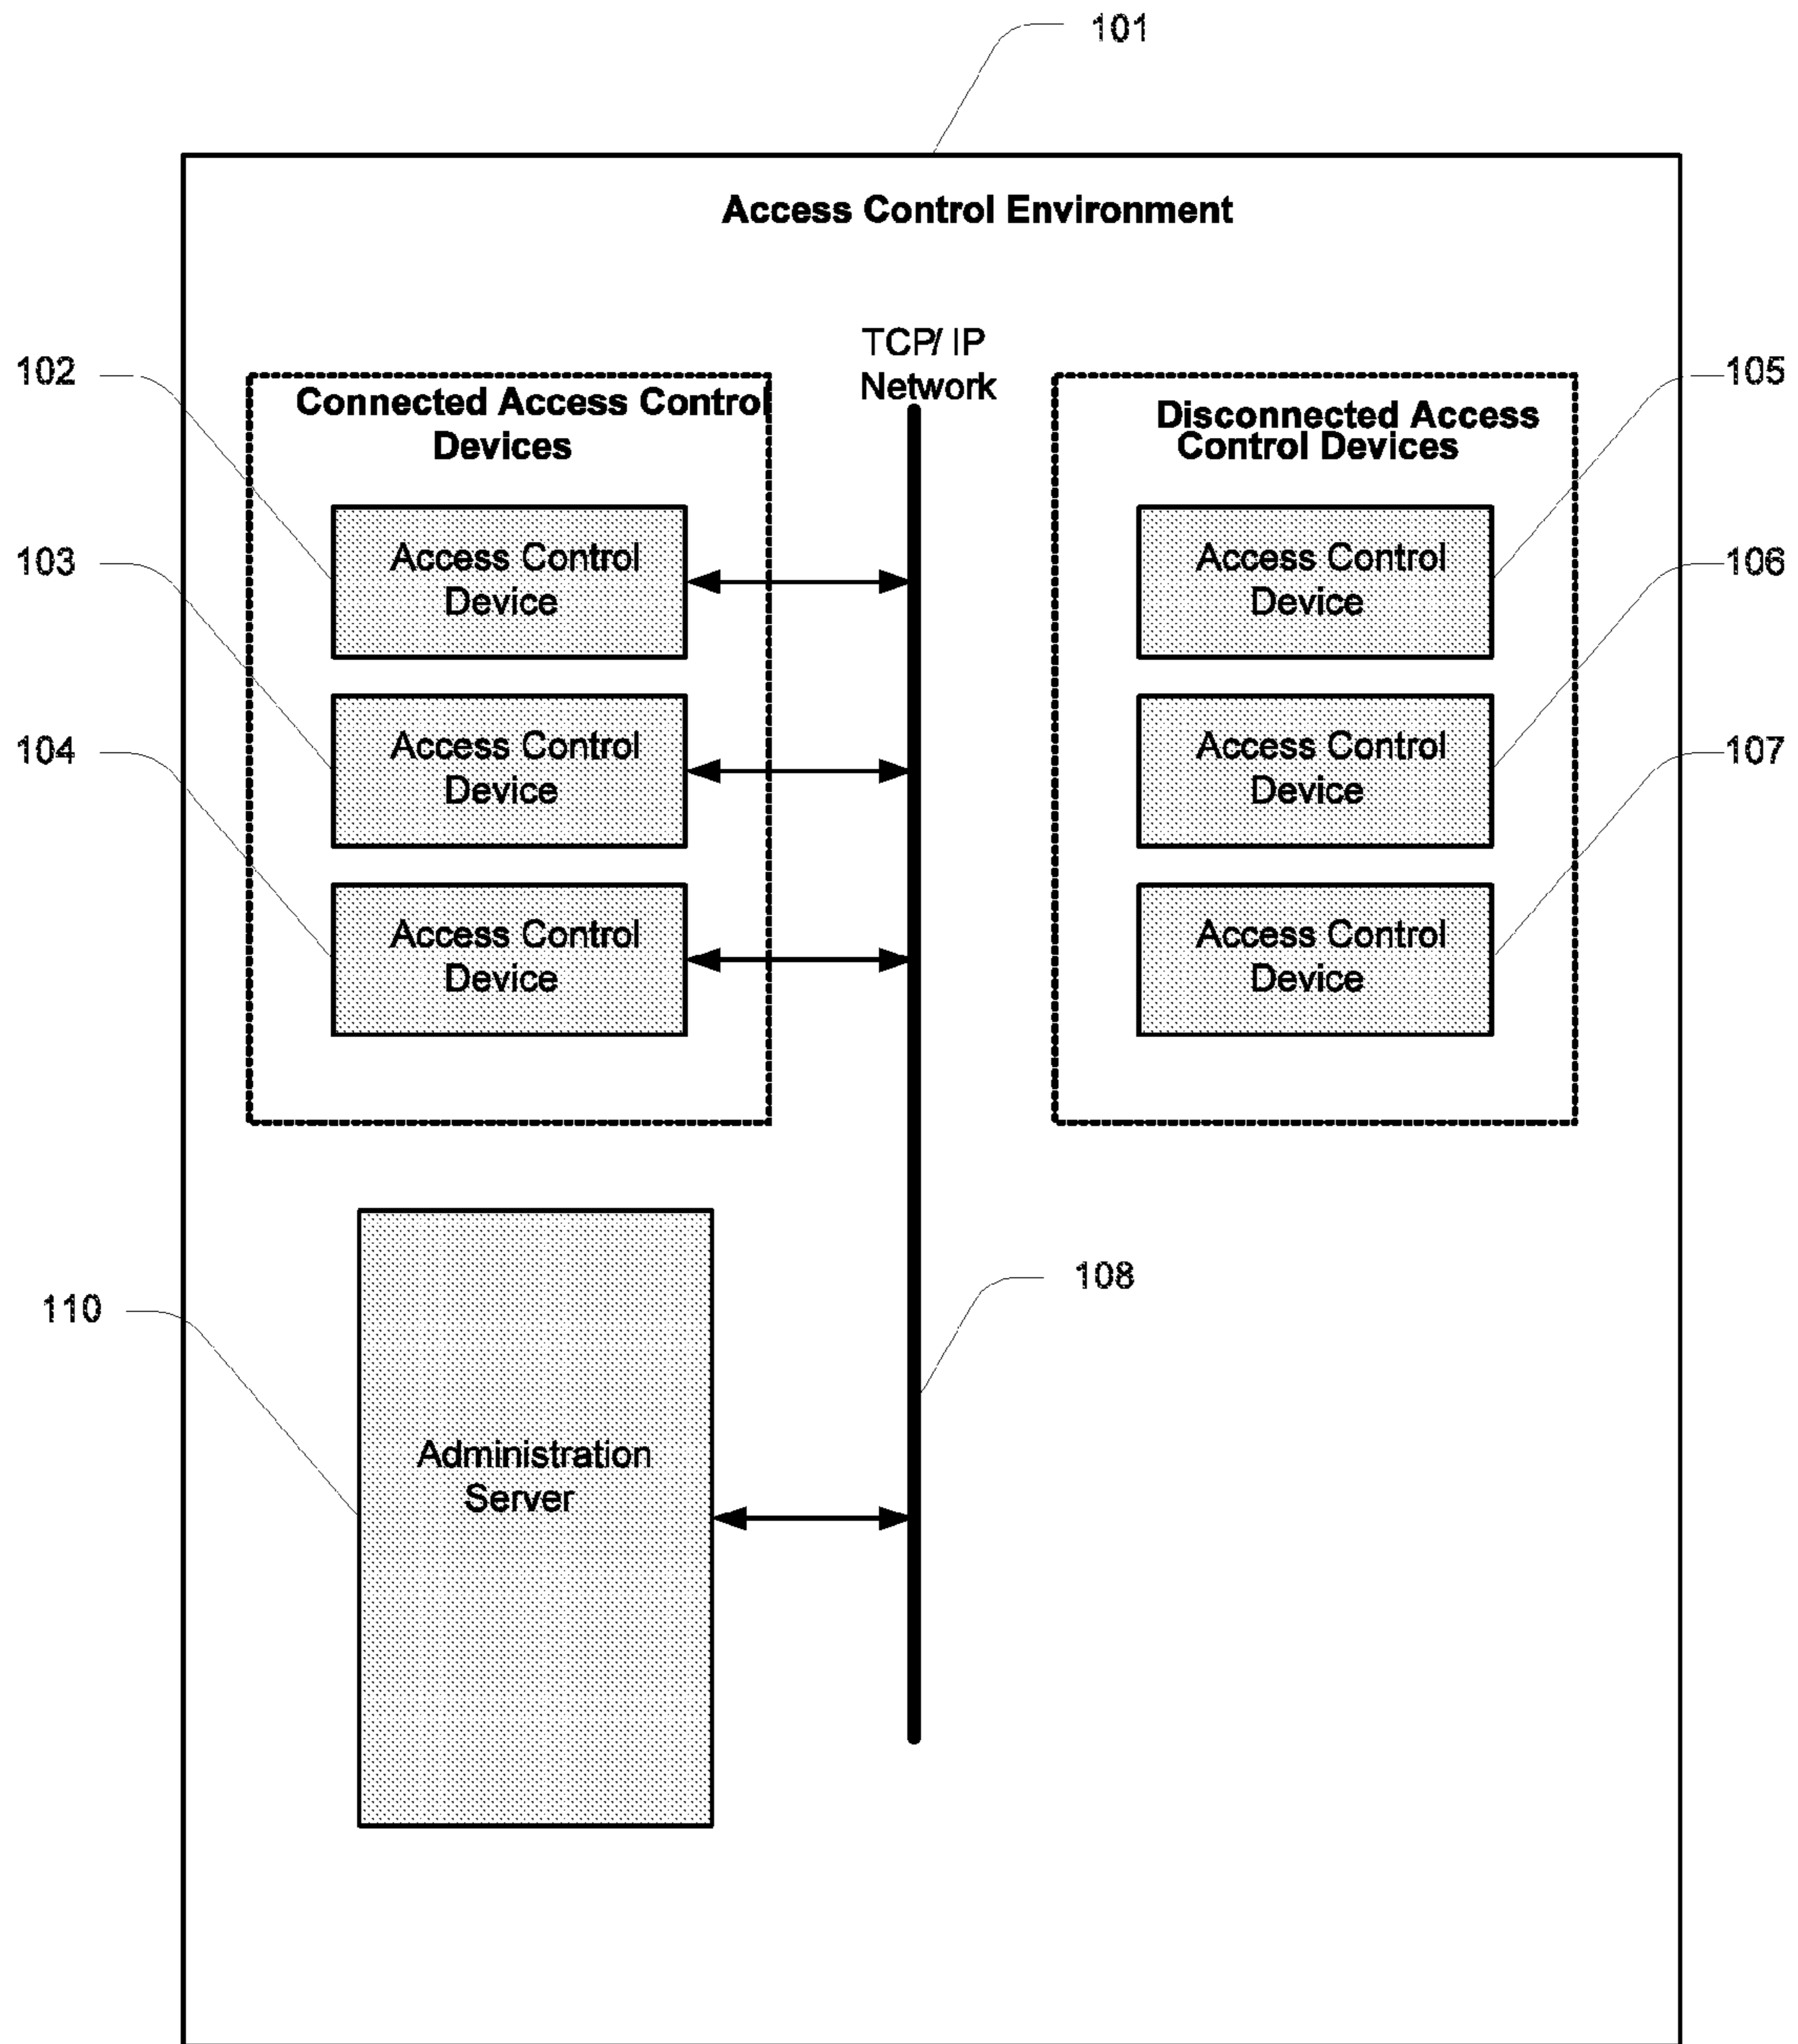 101
Access Control Environment
TCP/ IP
Network
102
105
Connected Access Control
Devices
Disconnected Access
Control Devices
Access Control
Device
Access Control
Device
103
106
Access Control
Device
Access Control
Device
104
107
Access Control
Device
Access Control
Device
108
110
Administration
Server